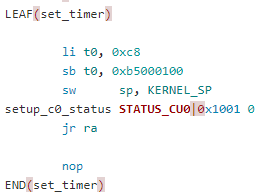 LEAF(set_timer)
li t0, 0xc8
sb t0, 0xb5000100
sw sp, KERNEL_SP
setup_c0_status STATUS_CU0|0x1001 0
jr ra
nop
END(set_timer)